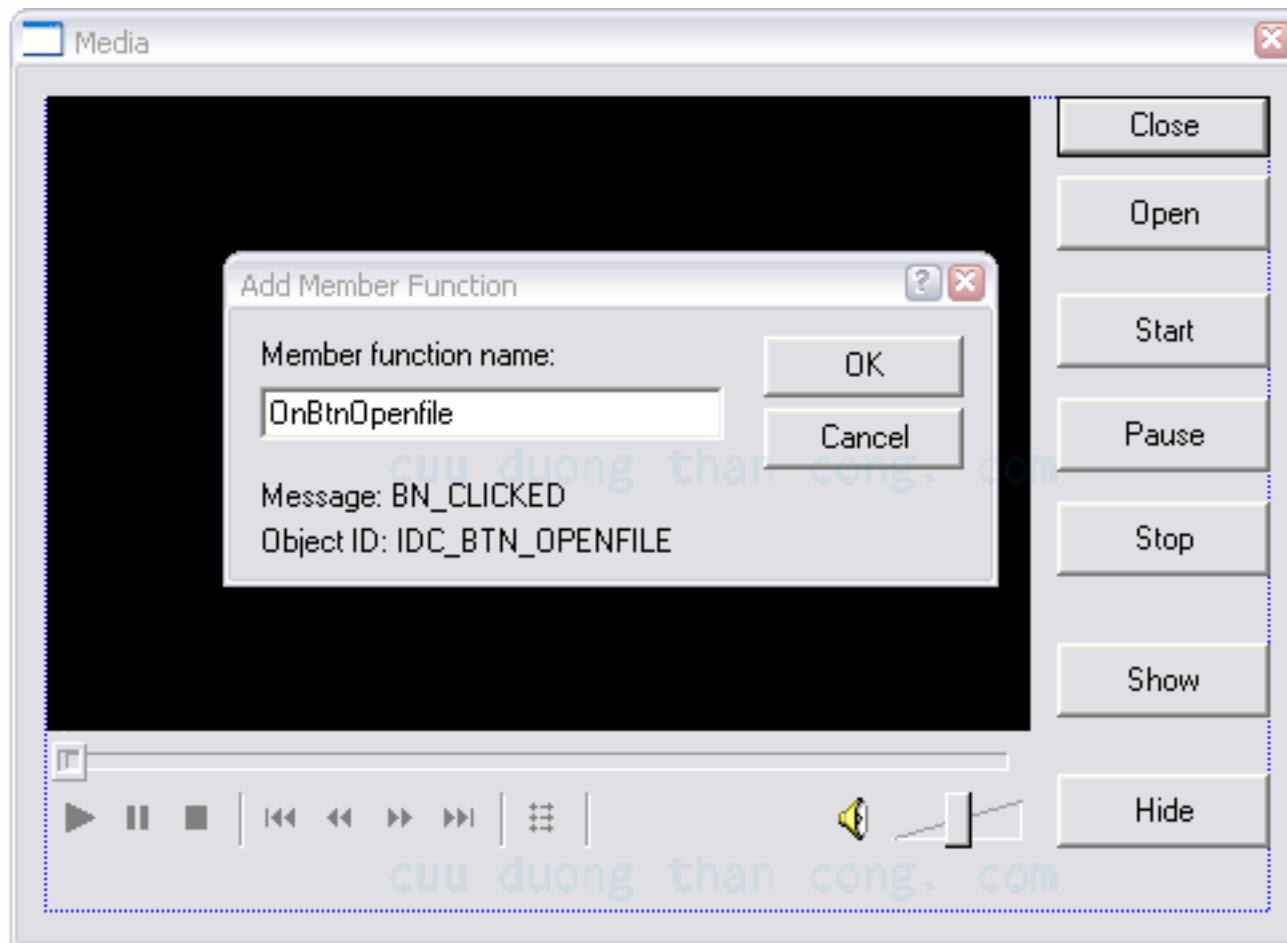 Media
Close
Open
Add Member Function
Member function name:
OK
Start
OnBtnOpenfile
Cancel
Pause
cuu duong than cong. com
Message: BN_CLICKED
Object ID: IDC_BTN_OPENFILE
Stop
Show
Hide
cuu duong than cong. com